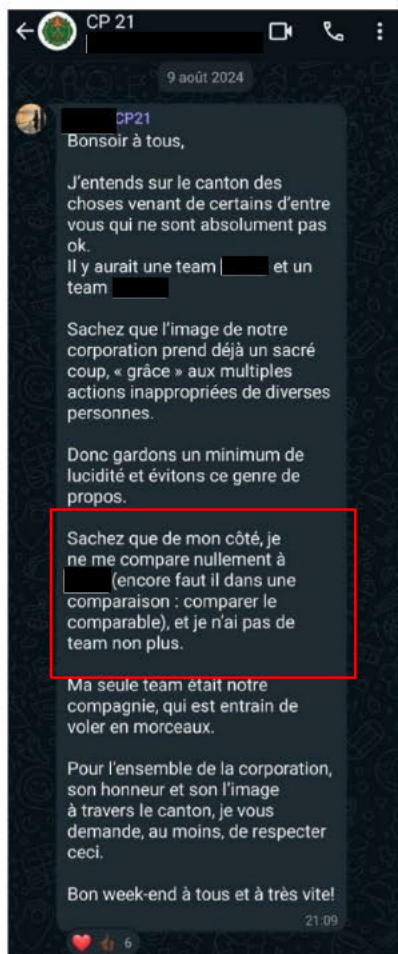 CP 21
9 août 2024
CP21
Bonsoir à tous,
J'entends sur le canton des
choses venant de certains d'entre
vous qui ne sont absolument pas
ok.
Il y aurait une team et un
team
Sachez que l'image de notre
corporation prend déjà un sacré
coup, « grâce » aux multiples
actions inappropriées de diverses
personnes.
Donc gardons un minimum de
lucidité et évitons ce genre de
propos.
Sachez que de mon côté, je
ne me compare nullement à
(encore faut il dans une
comparaison : comparer le
comparable), et je n'ai pas de
team non plus.
Ma seule team était notre
compagnie, qui est entrain de
voler en morceaux.
Pour l'ensemble de la corporation,
son honneur et son l'image
à travers le canton, je vous
demande, au moins, de respecter
ceci.
Bon week-end à tous et à très vite!
21:09
6